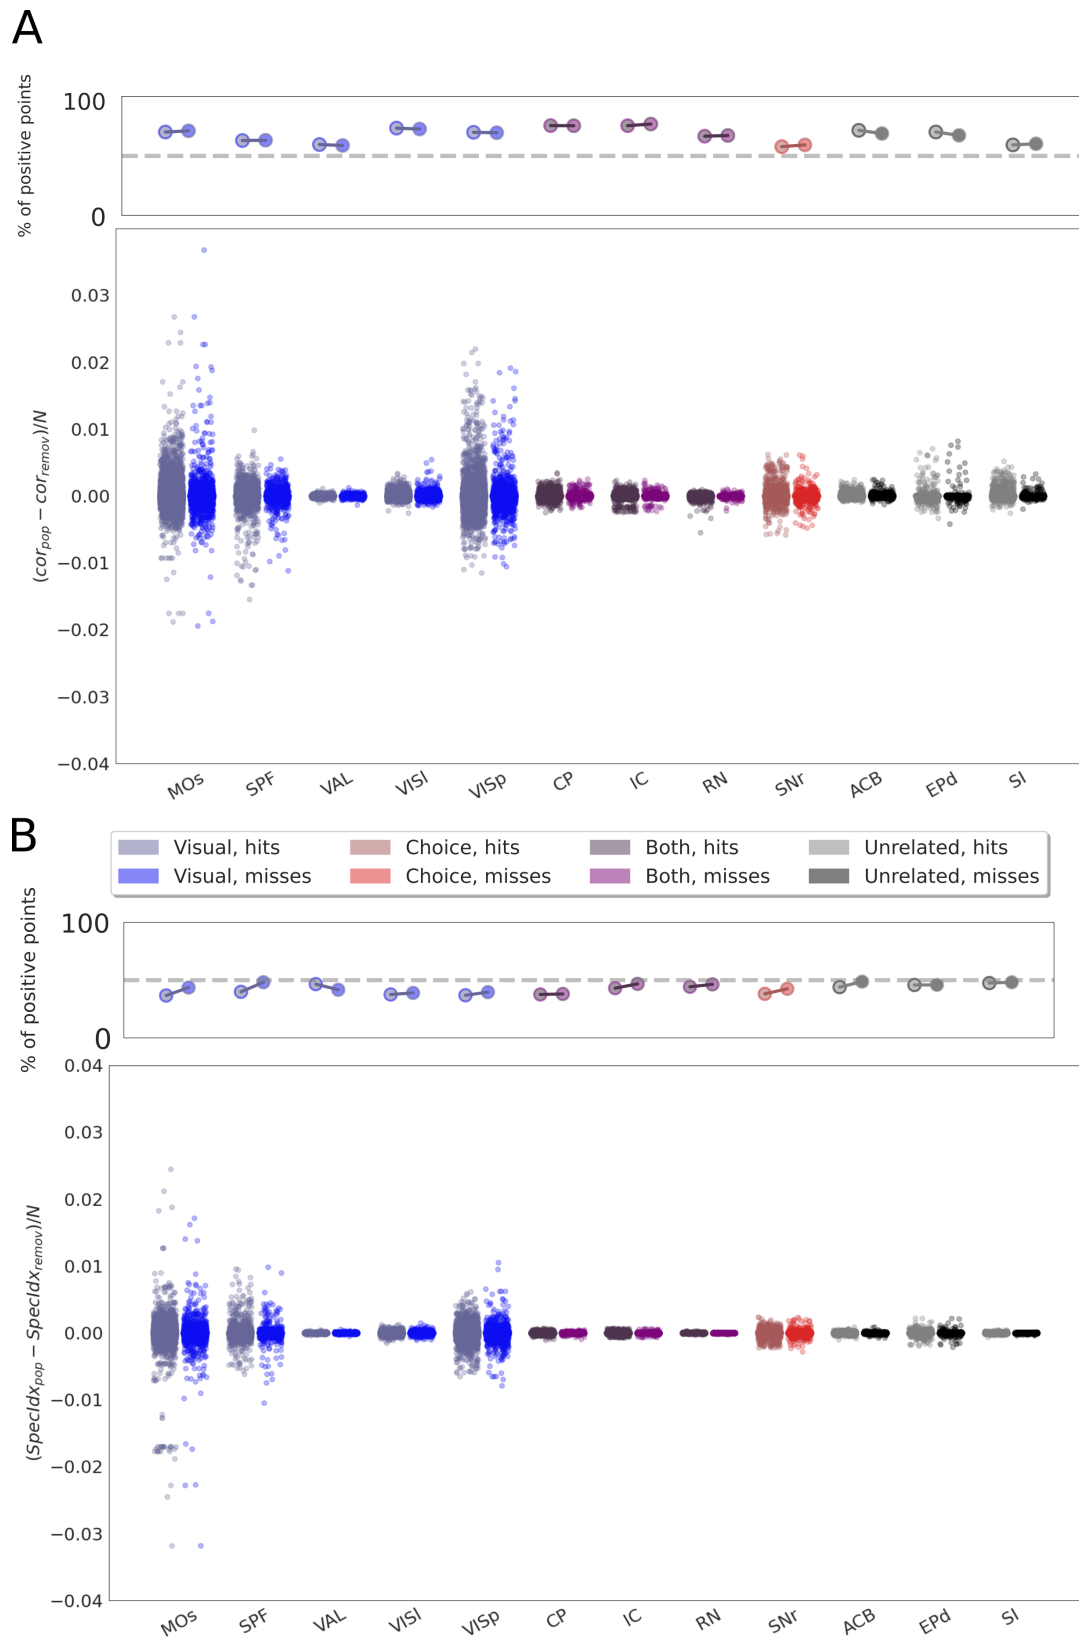 A
% of positive points
100
0
(cor_pop − cor_remov)/N
0.03
0.02
0.01
0.00
−0.01
−0.02
−0.03
−0.04
MOs SPF VAL VISl VISp CP IC RN SNr ACB EPd SI
B
Visual, hits Choice, hits Both, hits Unrelated, hits
Visual, misses Choice, misses Both, misses Unrelated, misses
% of positive points
100
0
(SpecIdx_pop − SpecIdx_remov)/N
0.04
0.03
0.02
0.01
0.00
−0.01
−0.02
−0.03
−0.04
MOs SPF VAL VISl VISp CP IC RN SNr ACB EPd SI